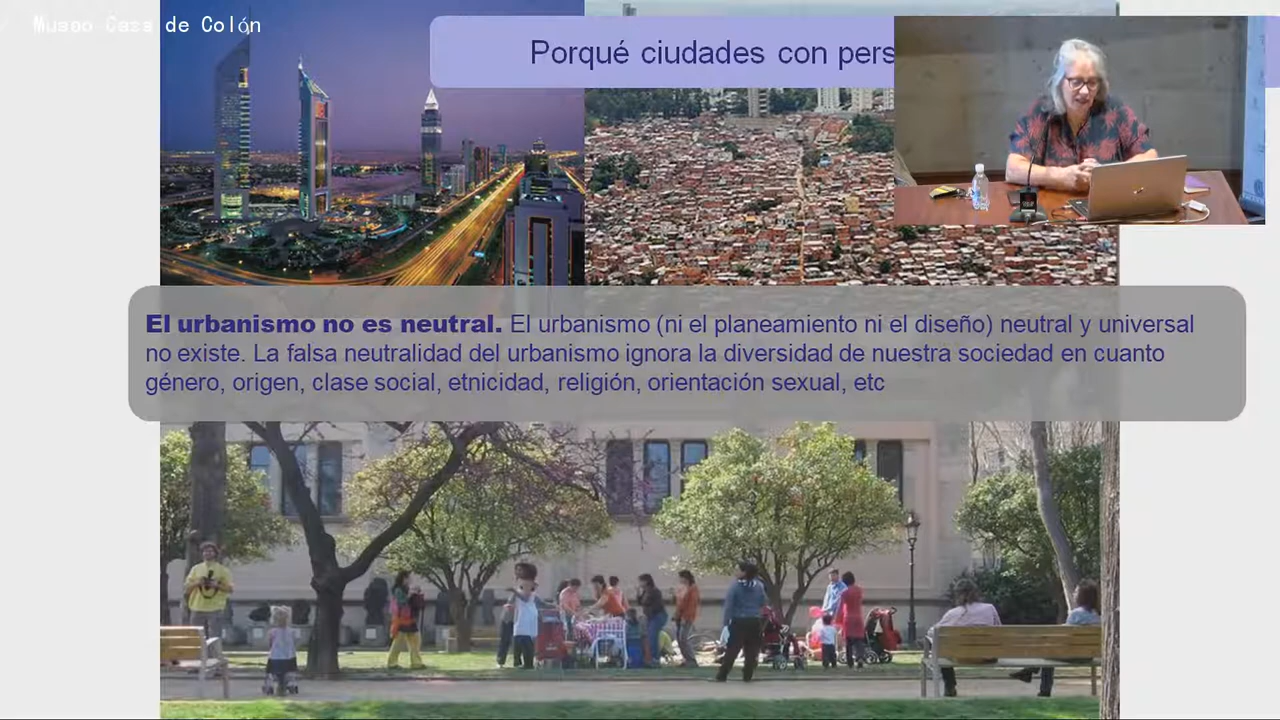 Museo Casa de Colón
Porqué ciudades con pers
El urbanismo no es neutral. El urbanismo (ni el planeamiento ni el diseño) neutral y universal
no existe. La falsa neutralidad del urbanismo ignora la diversidad de nuestra sociedad en cuanto
género, origen, clase social, etnicidad, religión, orientación sexual, etc